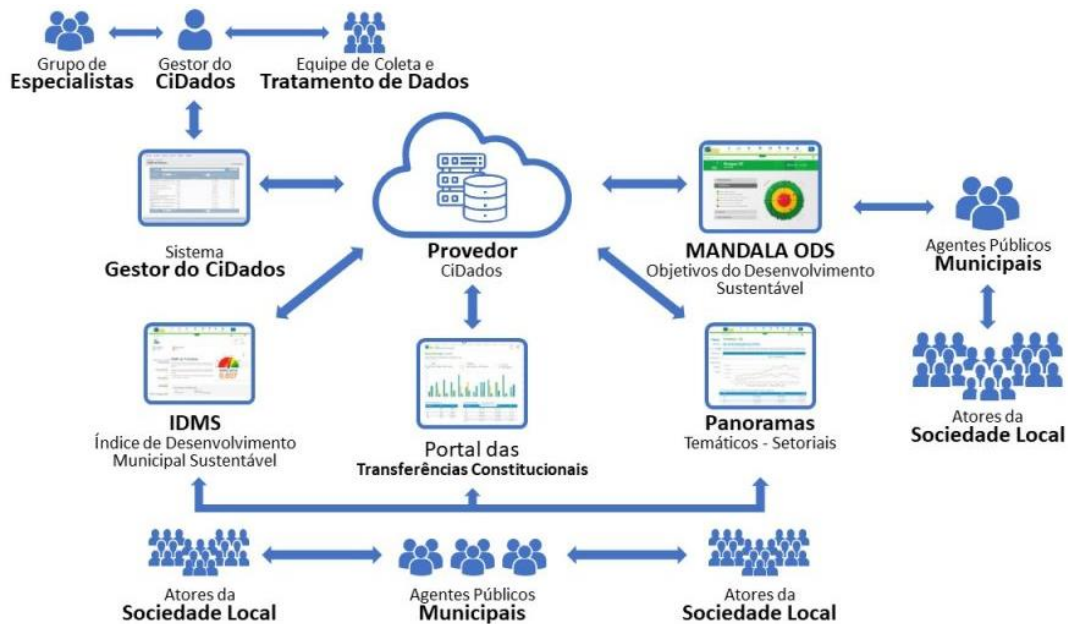 Grupo de
Especialistas
Gestor do
CiDados
Equipe de Coleta e
Tratamento de Dados
Sistema
Gestor do CiDados
Provedor
CiDados
MANDALA ODS
Objetivos do Desenvolvimento
Sustentável
Agentes Públicos
Municipais
IDMS
Índice de Desenvolvimento
Municipal Sustentável
Portal das
Transferências Constitucionais
Panoramas
Temáticos - Setoriais
Atores da
Sociedade Local
Atores da
Sociedade Local
Agentes Públicos
Municipais
Atores da
Sociedade Local